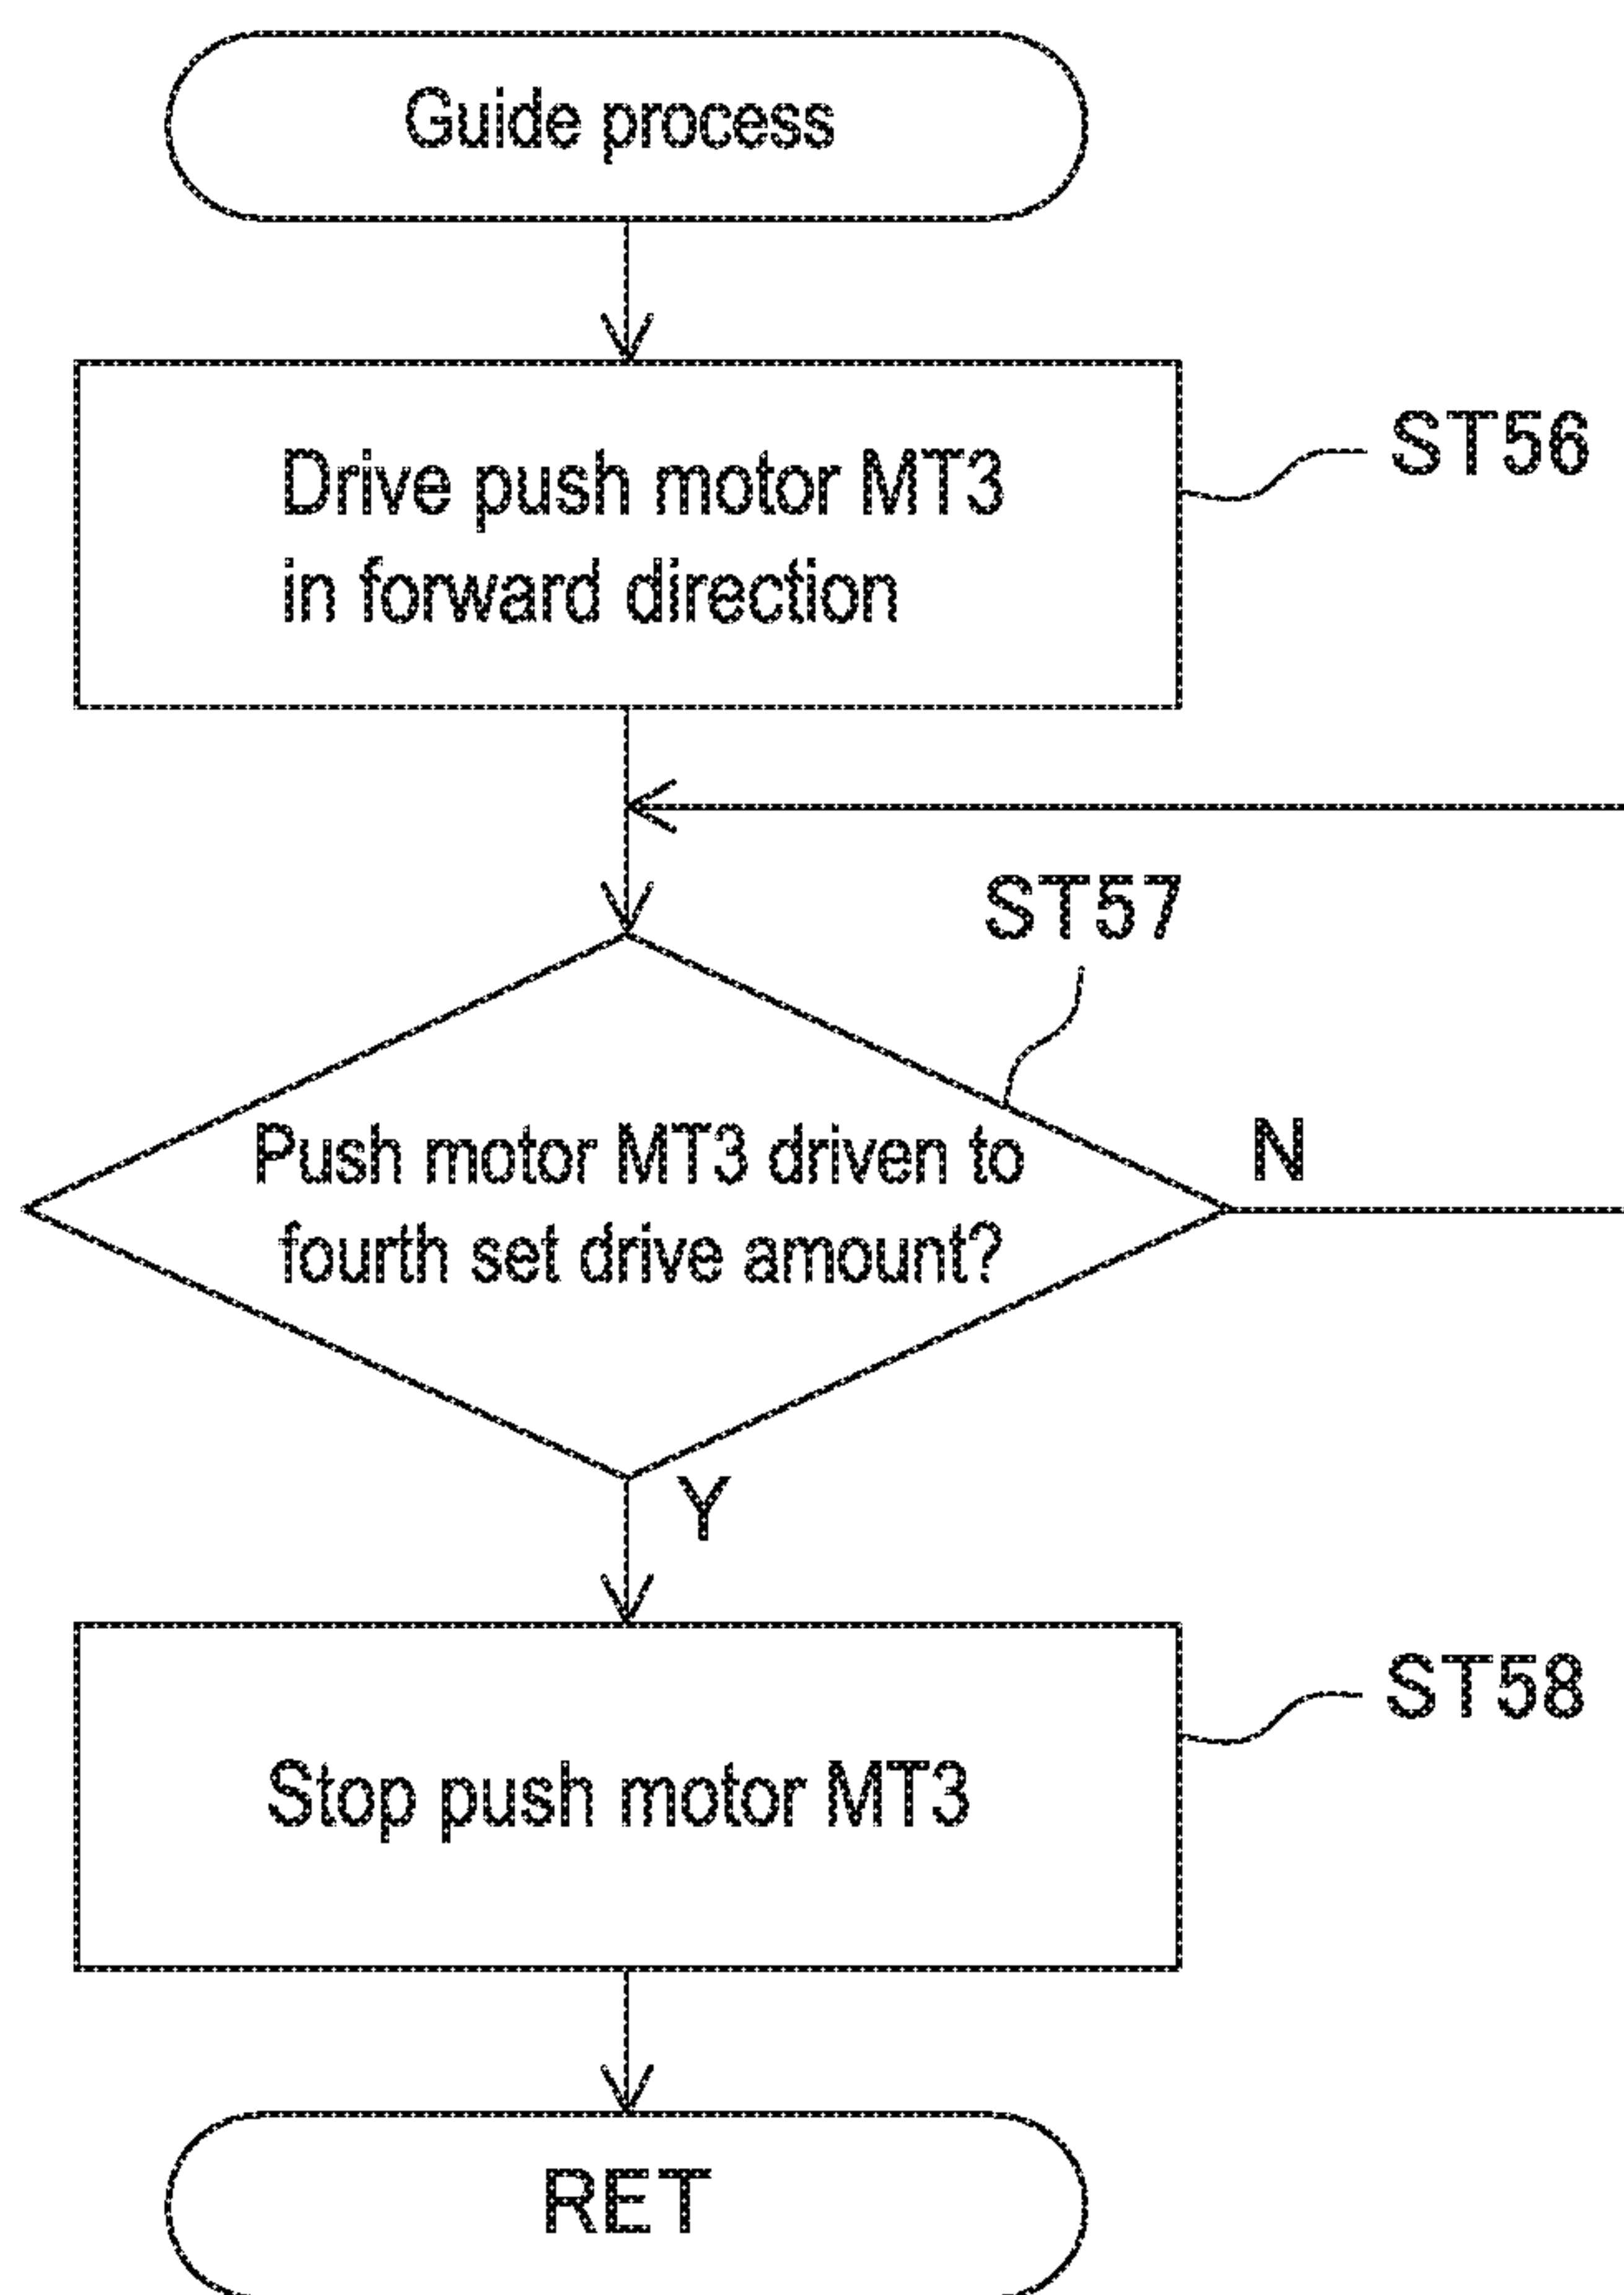 Guide process
Drive push motor MT3
in forward direction
ST56
ST57
Push motor MT3 driven to
fourth set drive amount?
N
Y
Stop push motor MT3
ST58
RET